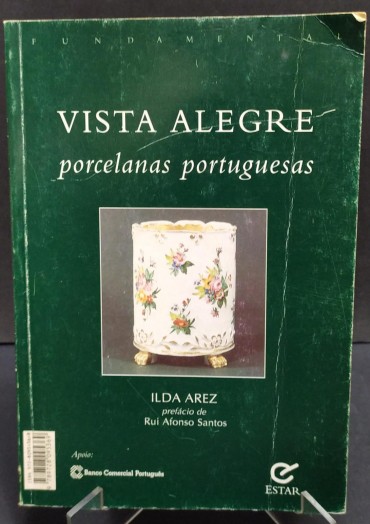 FUNDAMENTAL
VISTA ALEGRE
porcelanas portuguesas
ILDA AREZ
prefácio de
Rui Afonso Santos
Apoio:
Banco Comercial Português
ESTAR